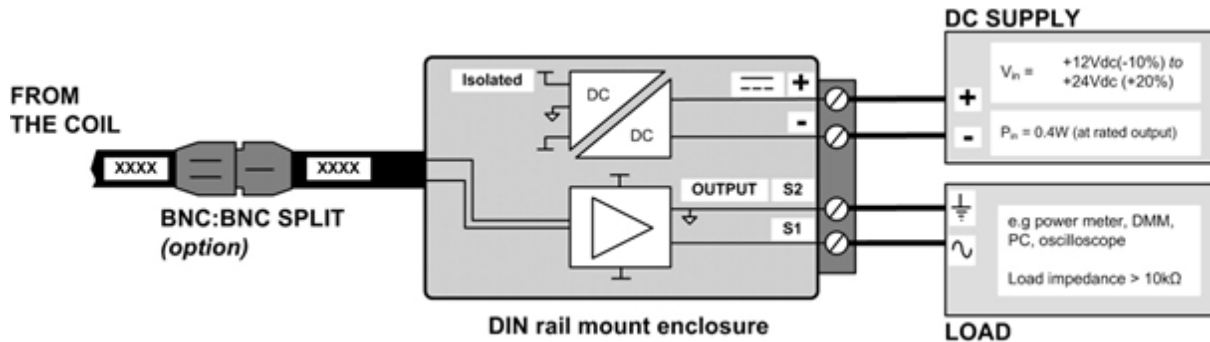 FROM
THE COIL
XXXX
XXXX
BNC:BNC SPLIT
(option)
Isolated
DC
DC
+
-
OUTPUT
S2
S1
DIN rail mount enclosure
DC SUPPLY
+
-
Vin = +12Vdc(-10%) to
+24Vdc (+20%)
Pin = 0.4W (at rated output)
e.g power meter, DMM,
PC, oscilloscope
Load impedance > 10kΩ
LOAD